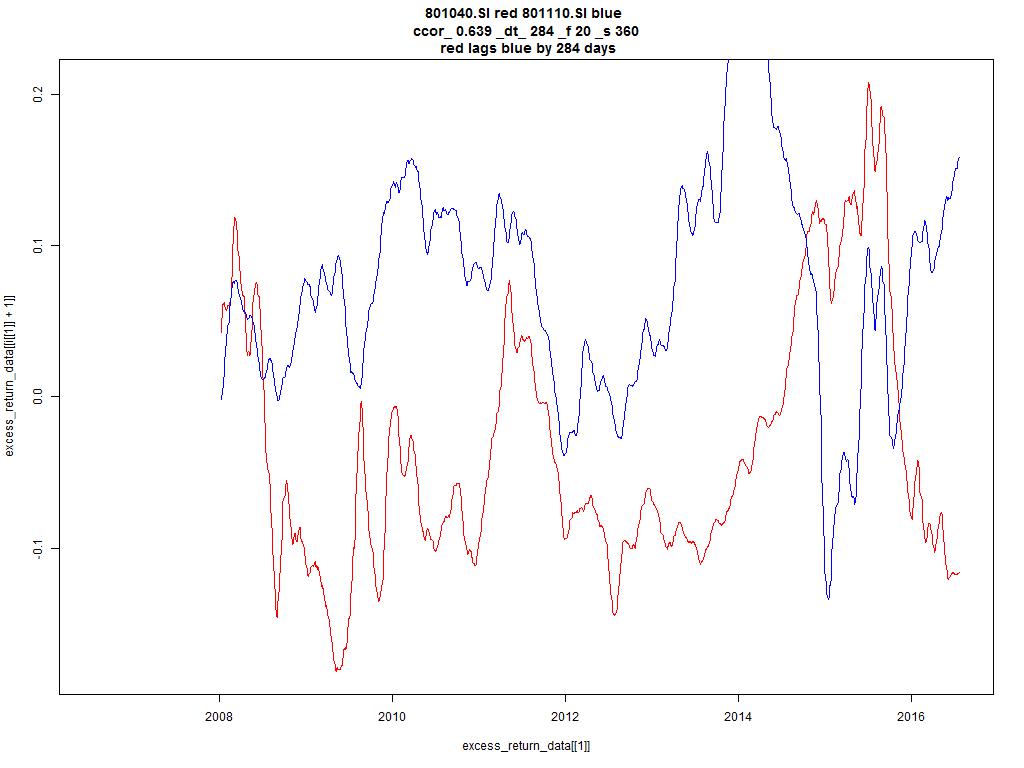 801040.SI red 801110.SI blue
ccor_ 0.639 _dt_ 284 _f 20 _s 360
red lags blue by 284 days
0.2
0.1
0.0
-0.1
excess_return_data[[i[[1]] + 1]]
2008 2010 2012 2014 2016
excess_return_data[[1]]